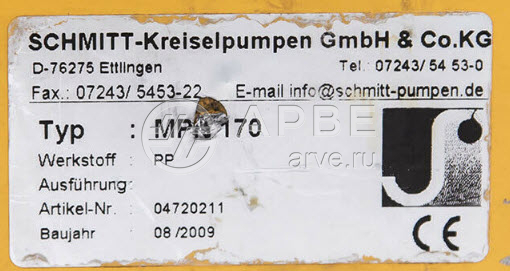 SCHMITT-Kreiselpumpen GmbH & Co.KG
D-76275 Ettlingen Tel.: 07243/ 54 53-0
Fax.: 07243/ 5453-22 E-mail info@schmitt-pumpen.de
Typ : 170
АРВЕ
arve.ru
Werkstoff : PP
Ausführung:
Artikel-Nr.: 04720211
Baujahr : 08 /2009
CE